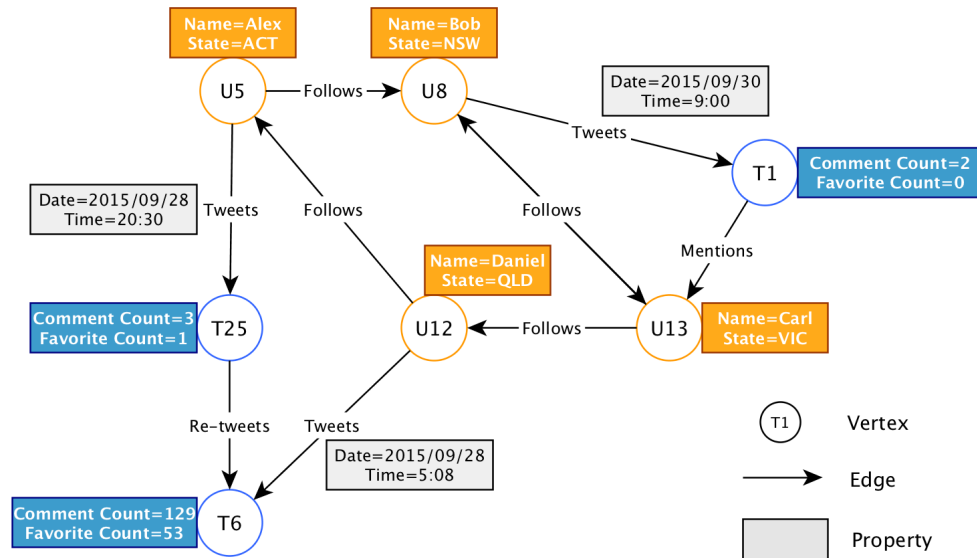 Name=Alex
State=ACT
Name=Bob
State=NSW
U5
Follows
U8
Date=2015/09/30
Time=9:00
Tweets
T1
Comment Count=2
Favorite Count=0
Date=2015/09/28
Time=20:30
Tweets
Follows
Follows
Mentions
Name=Daniel
State=QLD
Comment Count=3
Favorite Count=1
T25
U12
Follows
U13
Name=Carl
State=VIC
Re-tweets
Tweets
Date=2015/09/28
Time=5:08
T1
Vertex
Edge
Comment Count=129
Favorite Count=53
T6
Property